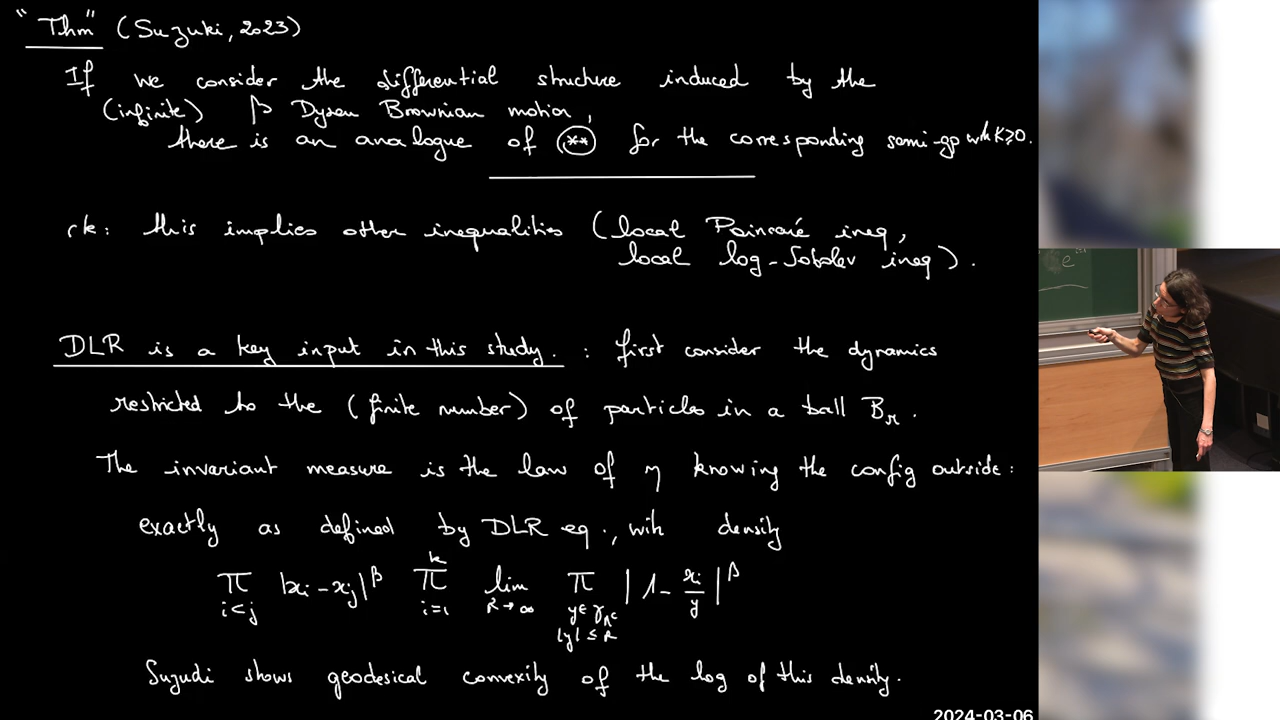 "Thm" (Suzuki, 2023)
If we consider the differential structure induced by the
(infinite) β Dyson Brownian motion,
there is an analogue of (**) for the corresponding semi-gp with K≥0.
rk: this implies other inequalities (local Poincaré ineq,
local log-Sobolev ineq).
DLR is a key input in this study. : first consider the dynamics
restricted to the (finite number) of particles in a ball B_r.
The invariant measure is the law of η knowing the config outside:
exactly as defined by DLR eq., with density
∏_{i<j} |x_i - x_j|^β ∏_{i=1}^k lim_{R→∞} ∏_{y∈γ_{Λ^c}, |y|≤R} |1 - x_i/y|^β
Suzudi shows geodesical convexity of the log of this density.
2024-03-06